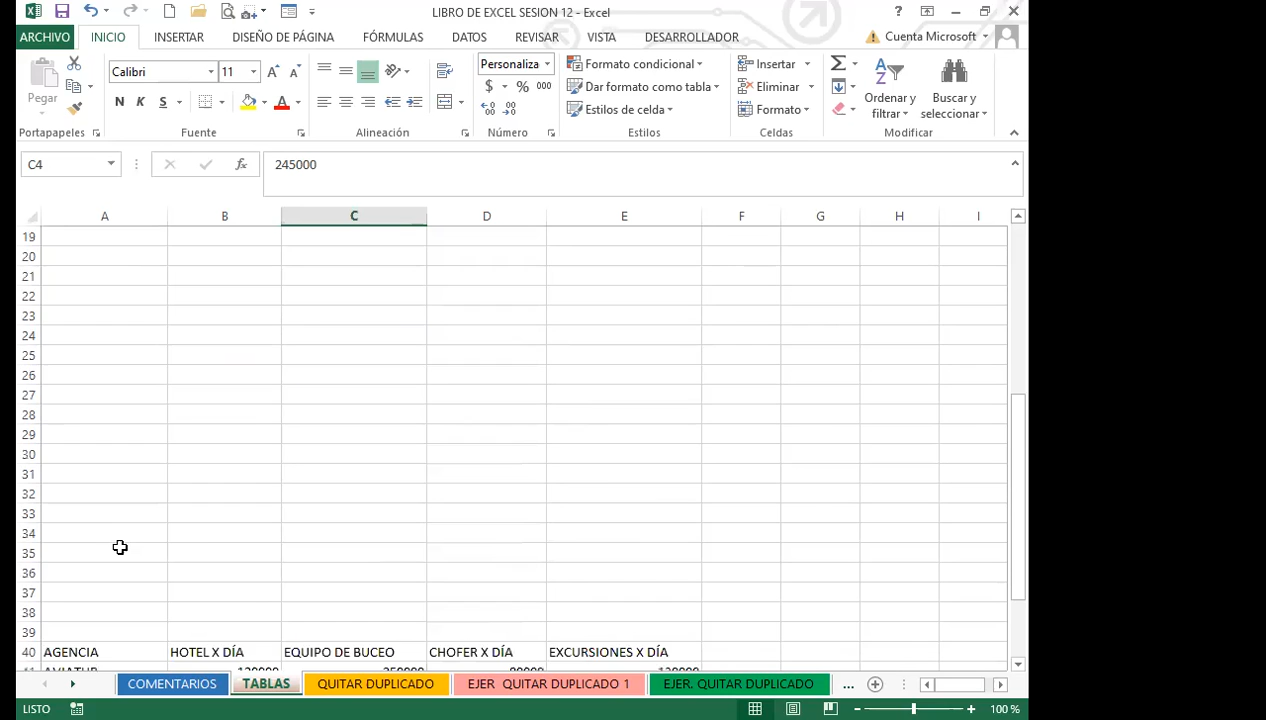 LIBRO DE EXCEL SESION 12 - Excel
?
ARCHIVO INICIO INSERTAR DISEÑO DE PÁGINA FÓRMULAS DATOS REVISAR VISTA DESARROLLADOR Cuenta Microsoft
Pegar
Calibri 11
N K S
Personaliza
$ % 000
Formato condicional
Dar formato como tabla
Estilos de celda
Insertar
Eliminar
Formato
Ordenar y filtrar
Buscar y seleccionar
Portapapeles Fuente Alineación Número Estilos Celdas Modificar
C4 fx 245000
A B C D E F G H I
19
20
21
22
23
24
25
26
27
28
29
30
31
32
33
34
35
36
37
38
39
40 AGENCIA HOTEL X DÍA EQUIPO DE BUCEO CHOFER X DÍA EXCURSIONES X DÍA
COMENTARIOS TABLAS QUITAR DUPLICADO EJER QUITAR DUPLICADO 1 EJER. QUITAR DUPLICADO ...
LISTO 100 %